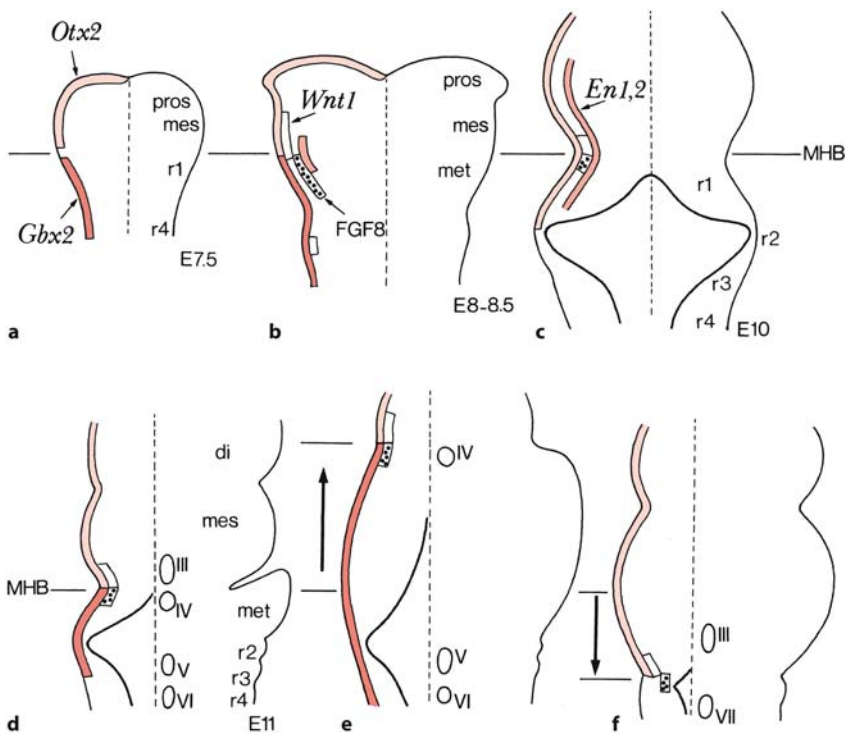 Otx2
pros
mes
r1
Gbx2
r4
E7.5
a
Wnt1
pros
mes
met
FGF8
E8-8.5
b
En1,2
MHB
r1
r2
r3
r4
E10
c
di
mes
MHB
III
IV
met
V
r2
r3
VI
r4
d
E11
IV
V
VI
e
III
VII
f